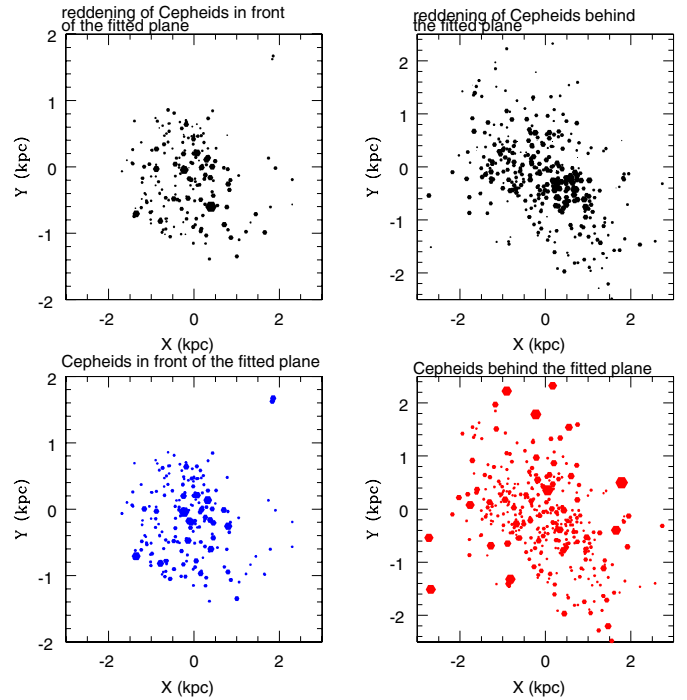 reddening of Cepheids in front
of the fitted plane
reddening of Cepheids behind
the fitted plane
2
1
0
-1
-2
Y (kpc)
-2
0
2
X (kpc)
2
1
0
-1
-2
Y (kpc)
-2
0
2
X (kpc)
Cepheids in front of the fitted plane
Cepheids behind the fitted plane
2
1
0
-1
-2
Y (kpc)
-2
0
2
X (kpc)
2
1
0
-1
-2
Y (kpc)
-2
0
2
X (kpc)